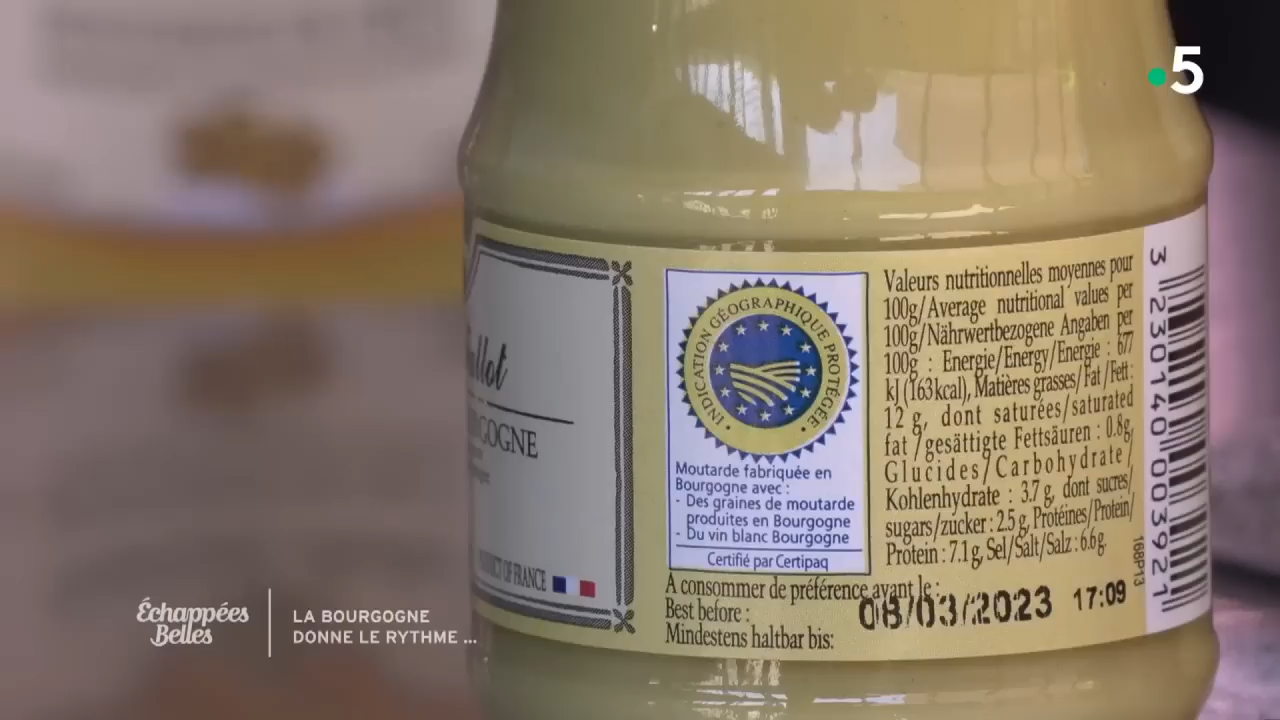 5
INDICATION GÉOGRAPHIQUE PROTÉGÉE
Moutarde fabriquée en
Bourgogne avec :
- Des graines de moutarde
produites en Bourgogne
- Du vin blanc Bourgogne
Certifié par Certipaq
Valeurs nutritionnelles moyennes pour
100g/Average nutritional values per
100g/Nährwertbezogene Angaben per
100g : Energie/Energy/Energie : 677
kJ (163kcal), Matières grasses/Fat/Fett :
12 g, dont saturées/saturated
fat/gesättigte Fettsäuren : 0.8g,
Glucides/Carbohydrate/
Kohlenhydrate : 3.7 g, dont sucres/
sugars/zucker : 2.5 g, Protéines/Protein/
Protein : 7.1 g, Sel/Salt/Salz : 6.6g.
A consommer de préférence avant le :
Best before :
Mindestens haltbar bis:
08/03/2023 17:09
168P13
3 230140 003921
OF FRANCE
Échappées
Belles
LA BOURGOGNE
DONNE LE RYTHME ...